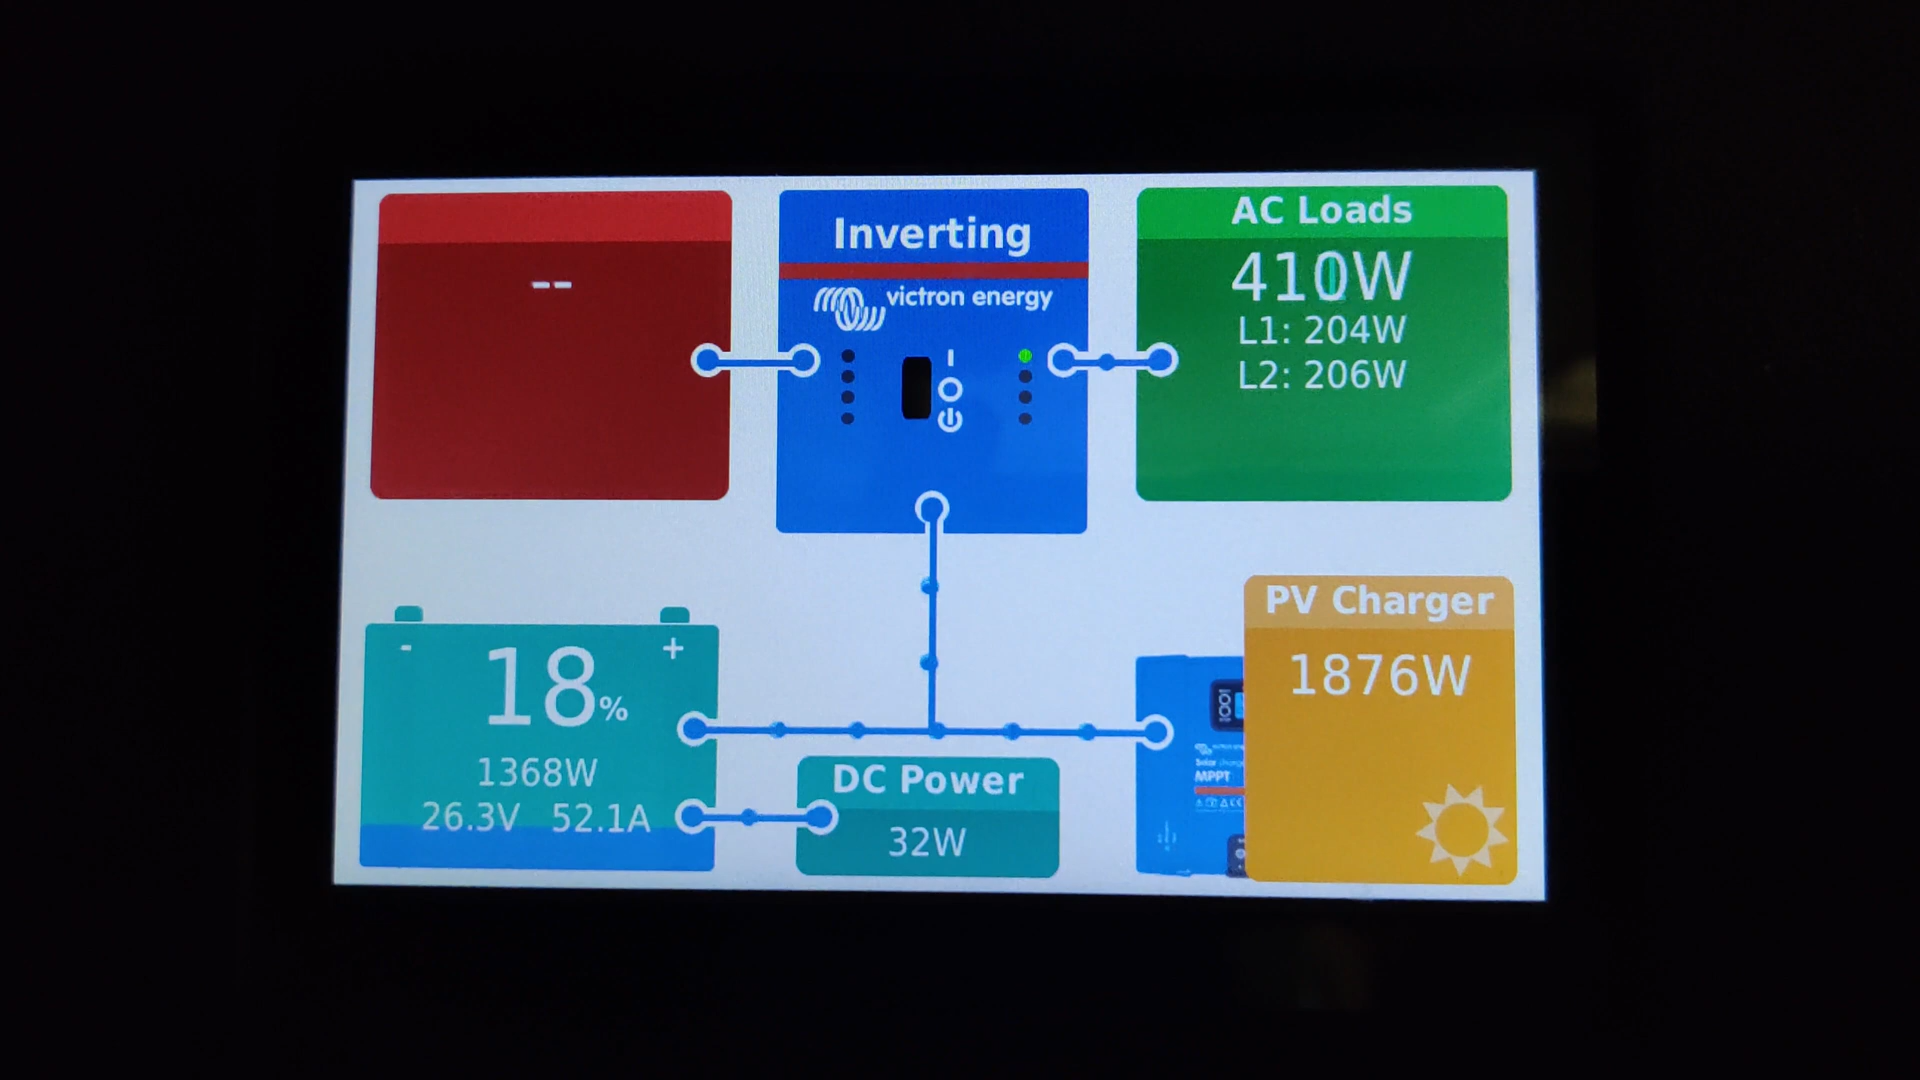 --
Inverting
victron energy
AC Loads
410W
L1: 204W
L2: 206W
- +
18%
1368W
26.3V 52.1A
DC Power
32W
PV Charger
1876W
Solar
MPPT